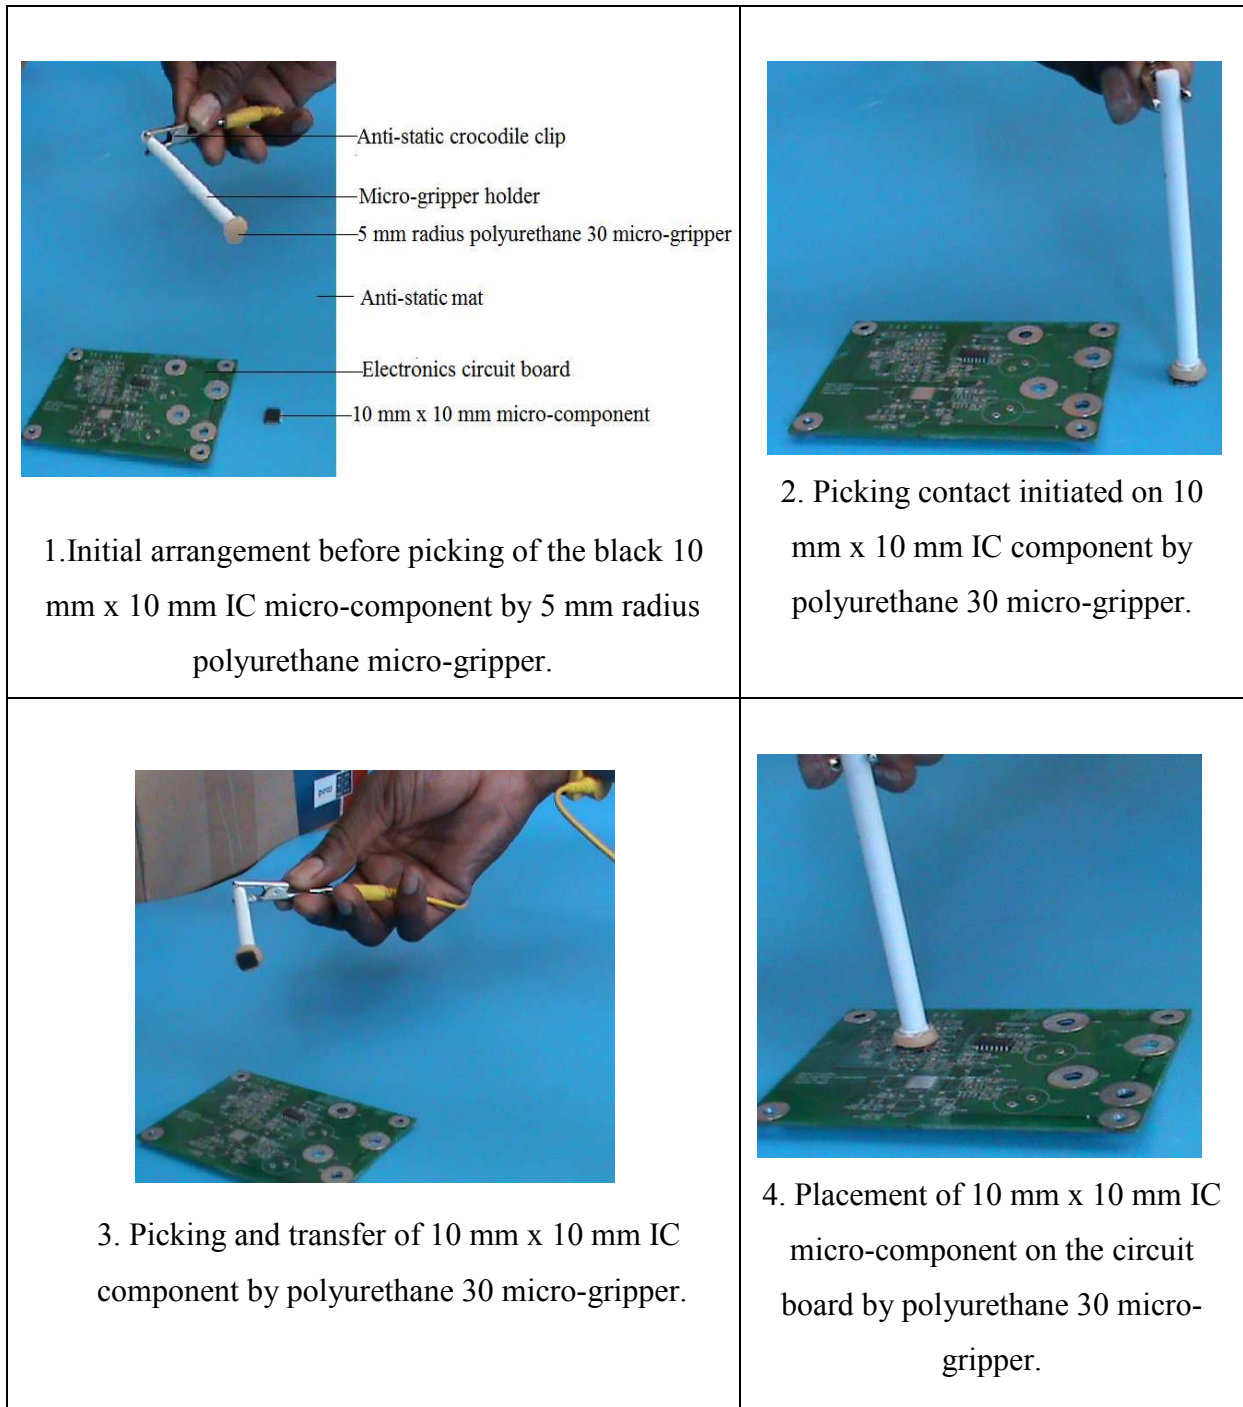 Anti-static crocodile clip
Micro-gripper holder
5 mm radius polyurethane 30 micro-gripper
Anti-static mat
Electronics circuit board
10 mm x 10 mm micro-component
1.Initial arrangement before picking of the black 10
mm x 10 mm IC micro-component by 5 mm radius
polyurethane micro-gripper.
2. Picking contact initiated on 10
mm x 10 mm IC component by
polyurethane 30 micro-gripper.
3. Picking and transfer of 10 mm x 10 mm IC
component by polyurethane 30 micro-gripper.
4. Placement of 10 mm x 10 mm IC
micro-component on the circuit
board by polyurethane 30 micro-
gripper.